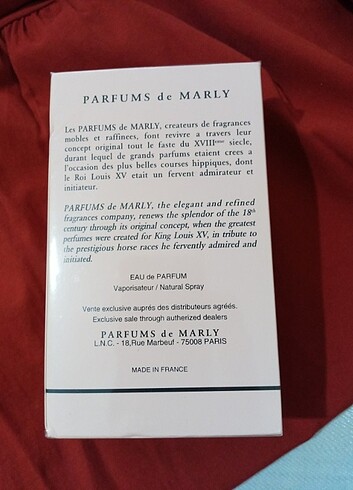 PARFUMS de MARLY
Les PARFUMS de MARLY, createurs de fragrances
mobles et raffinees, font revivre a travers leur
concept original tout le faste du XVIIIeme siecle,
durant lequel de grands parfums etaient crees a
l'occasion des plus belles courses hippiques, dont
le Roi Louis XV etait un fervent admirateur et
initiateur.
PARFUMS de MARLY, the elegant and refined
fragrances company, renews the splendor of the 18th
century through its original concept, when the greatest
perfumes were created for King Louis XV, in tribute to
the prestigious horse races he fervently admired and
initiated.
EAU de PARFUM
Vaporisateur / Natural Spray
Vente exclusive auprés des distributeurs agréés.
Exclusive sale through autherized dealers
PARFUMS de MARLY
L.N.C. - 18,Rue Marbeuf - 75008 PARIS
MADE IN FRANCE